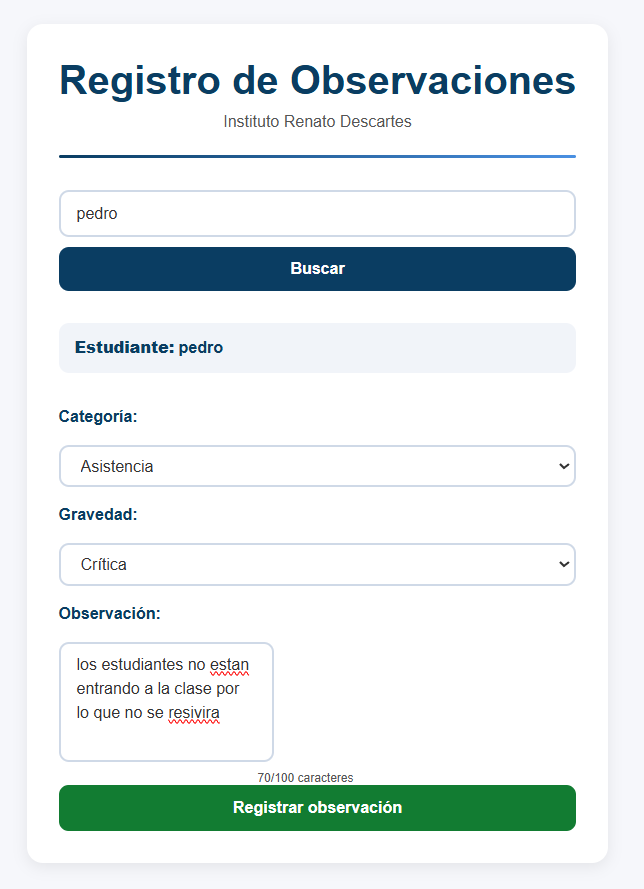 Registro de Observaciones
Instituto Renato Descartes
pedro
Buscar
Estudiante: pedro
Categoría:
Asistencia
Gravedad:
Crítica
Observación:
los estudiantes no estan
entrando a la clase por
lo que no se resivira
70/100 caracteres
Registrar observación